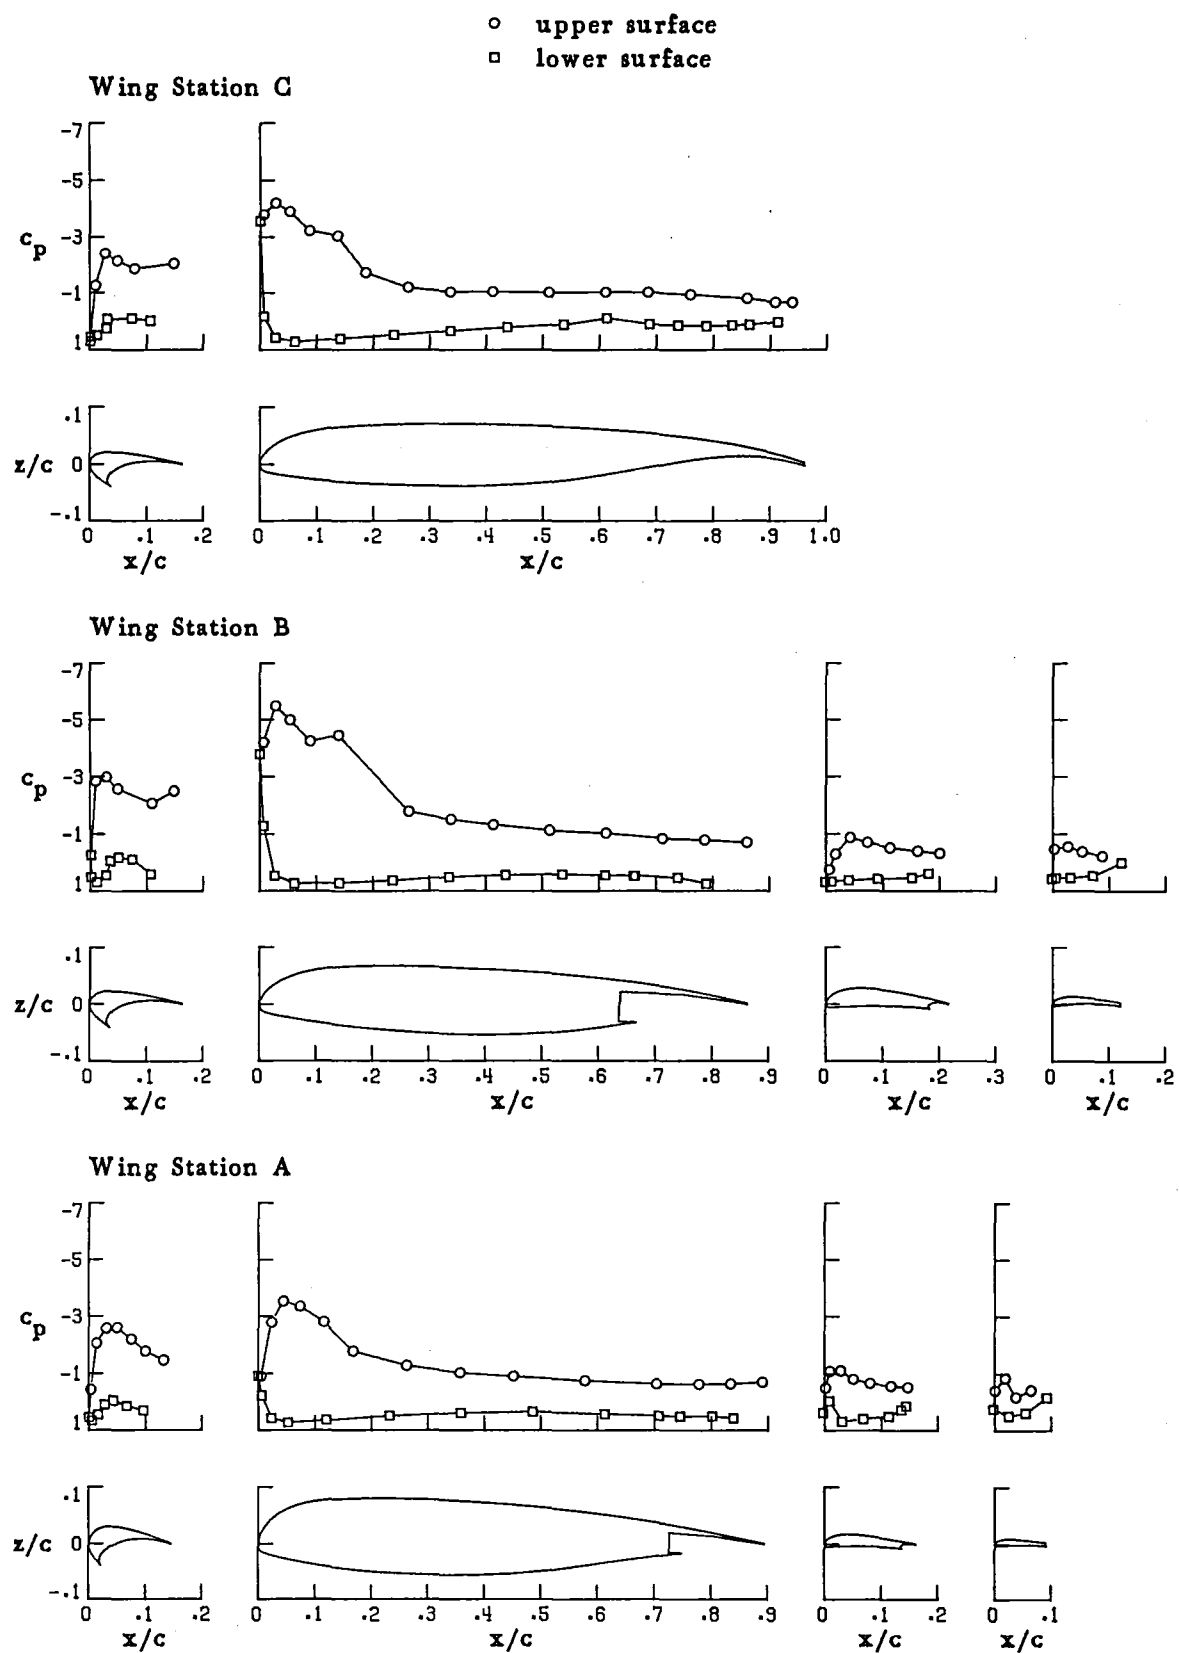 upper surface
lower surface
Wing Station C
-7
-5
-3
-1
1
cp
.1
0
-.1
z/c
0 .1 .2
x/c
0 .1 .2 .3 .4 .5 .6 .7 .8 .9 1.0
x/c
Wing Station B
-7
-5
-3
-1
1
cp
.1
0
-.1
z/c
0 .1 .2
x/c
0 .1 .2 .3 .4 .5 .6 .7 .8 .9
x/c
0 .1 .2 .3
x/c
0 .1 .2
x/c
Wing Station A
-7
-5
-3
-1
1
cp
.1
0
-.1
z/c
0 .1 .2
x/c
0 .1 .2 .3 .4 .5 .6 .7 .8 .9
x/c
0 .1 .2
x/c
0 .1
x/c